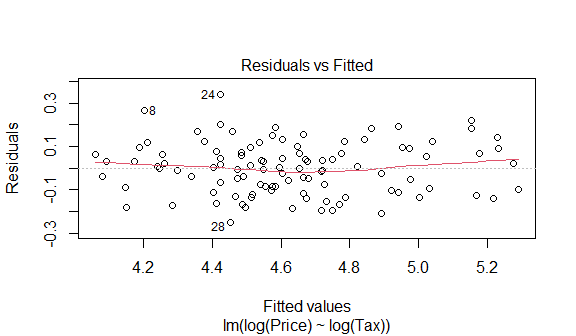 Residuals vs Fitted
Residuals
0.3
0.1
-0.1
-0.3
24
8
28
4.2 4.4 4.6 4.8 5.0 5.2
Fitted values
lm(log(Price) ~ log(Tax))